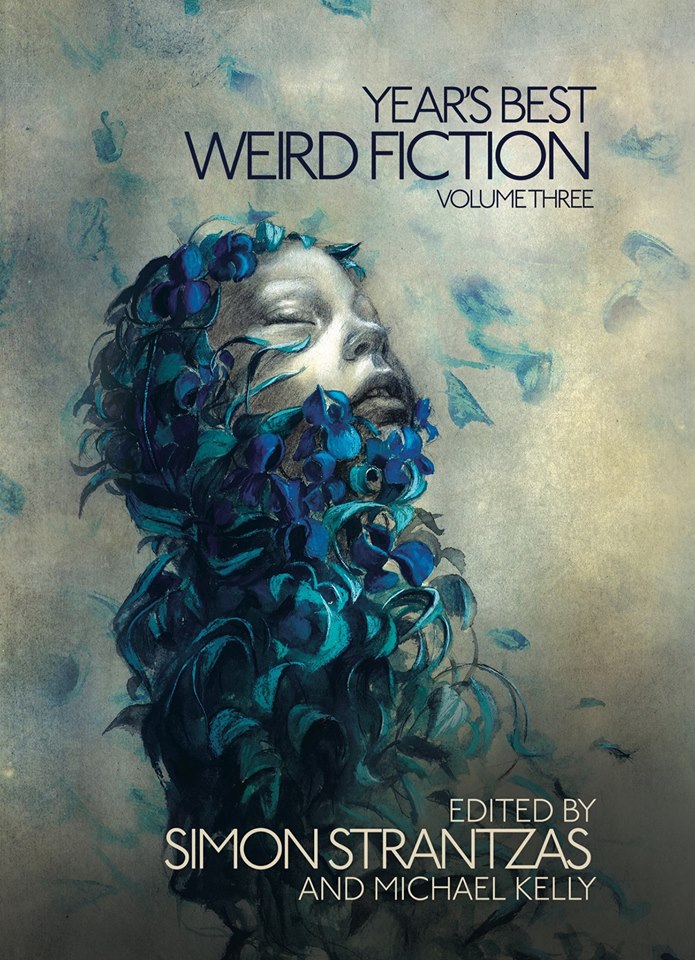 YEAR'S BEST
WEIRD FICTION
VOLUME THREE
EDITED BY
SIMON STRANTZAS
AND MICHAEL KELLY